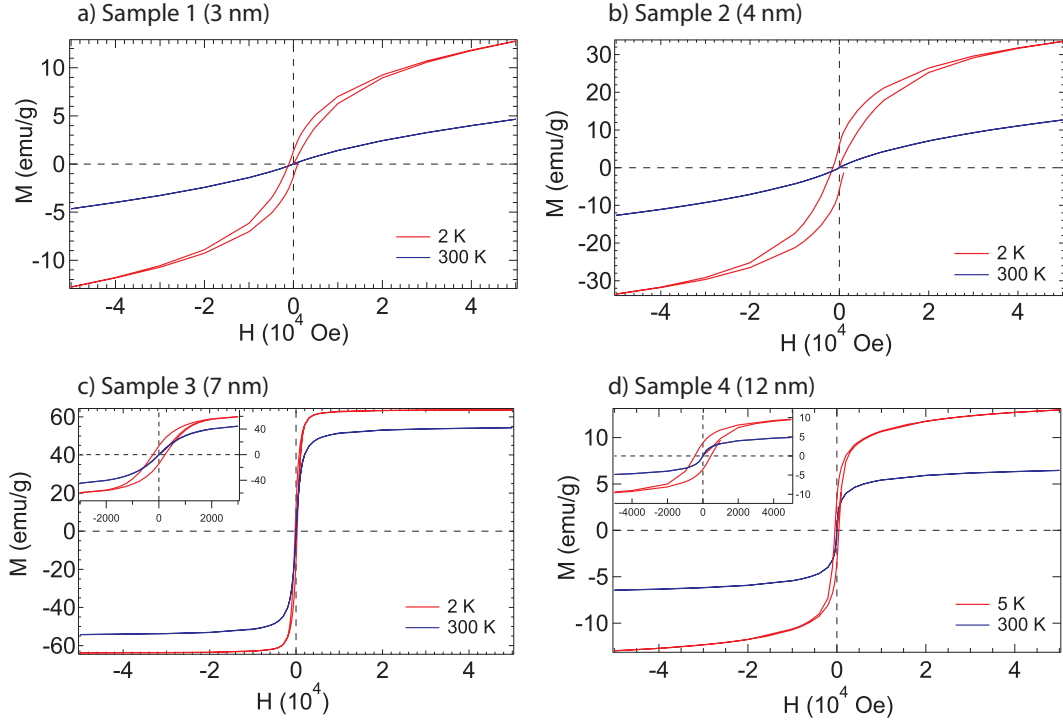 a) Sample 1 (3 nm)
M (emu/g)
10
5
0
-5
-10
2 K
300 K
-4 -2 0 2 4
H (10⁴ Oe)
b) Sample 2 (4 nm)
M (emu/g)
30
20
10
0
-10
-20
-30
2 K
300 K
-4 -2 0 2 4
H (10⁴ Oe)
c) Sample 3 (7 nm)
M (emu/g)
60
40
20
0
-20
-40
-60
40
0
-40
-2000 0 2000
2 K
300 K
-4 -2 0 2 4
H (10⁴)
d) Sample 4 (12 nm)
M (emu/g)
10
5
0
-5
-10
10
5
0
-5
-10
-4000 -2000 0 2000 4000
5 K
300 K
-4 -2 0 2 4
H (10⁴ Oe)